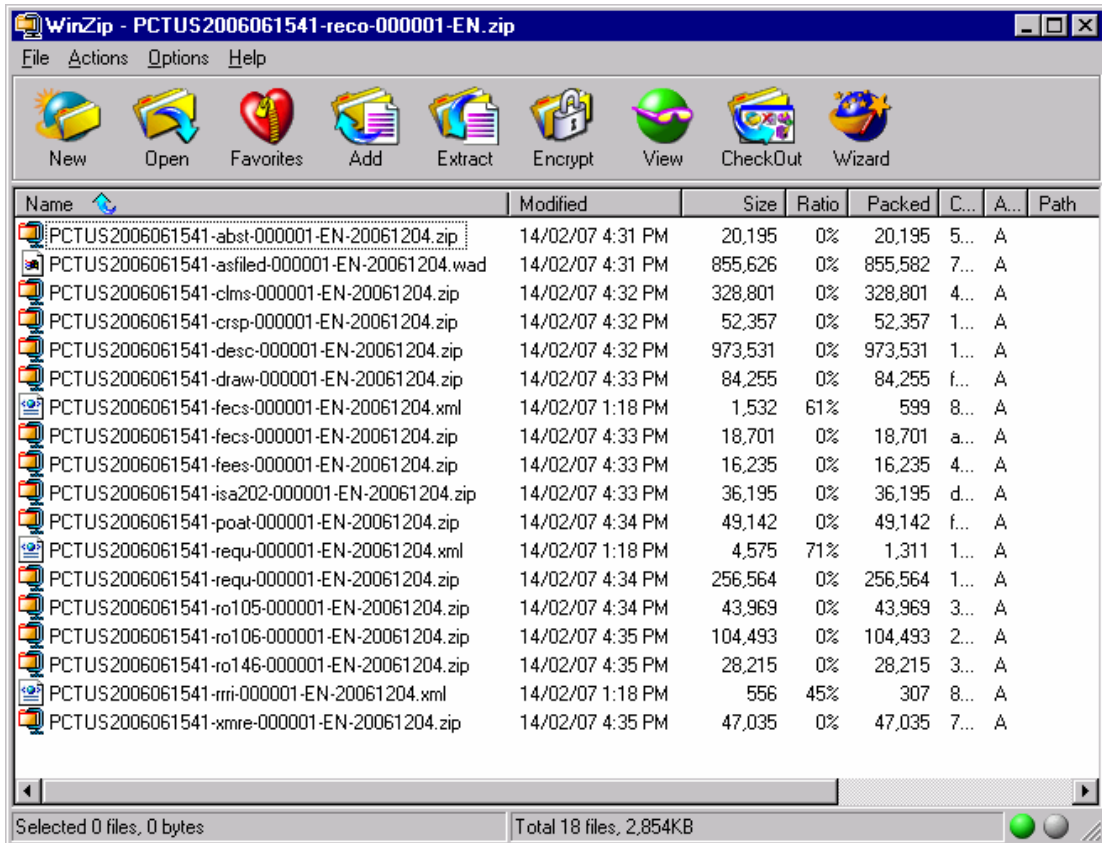 WinZip - PCTUS2006061541-reco-000001-EN.zip
File Actions Options Help
New Open Favorites Add Extract Encrypt View CheckOut Wizard
Name Modified Size Ratio Packed C... A... Path
PCTUS2006061541-abst-000001-EN-20061204.zip 14/02/07 4:31 PM 20,195 0% 20,195 5... A
PCTUS2006061541-asfiled-000001-EN-20061204.wad 14/02/07 4:31 PM 855,626 0% 855,582 7... A
PCTUS2006061541-clms-000001-EN-20061204.zip 14/02/07 4:32 PM 328,801 0% 328,801 4... A
PCTUS2006061541-crsp-000001-EN-20061204.zip 14/02/07 4:32 PM 52,357 0% 52,357 1... A
PCTUS2006061541-desc-000001-EN-20061204.zip 14/02/07 4:32 PM 973,531 0% 973,531 1... A
PCTUS2006061541-draw-000001-EN-20061204.zip 14/02/07 4:33 PM 84,255 0% 84,255 f... A
PCTUS2006061541-fecs-000001-EN-20061204.xml 14/02/07 1:18 PM 1,532 61% 599 8... A
PCTUS2006061541-fecs-000001-EN-20061204.zip 14/02/07 4:33 PM 18,701 0% 18,701 a... A
PCTUS2006061541-fees-000001-EN-20061204.zip 14/02/07 4:33 PM 16,235 0% 16,235 4... A
PCTUS2006061541-isa202-000001-EN-20061204.zip 14/02/07 4:33 PM 36,195 0% 36,195 d... A
PCTUS2006061541-poat-000001-EN-20061204.zip 14/02/07 4:34 PM 49,142 0% 49,142 f... A
PCTUS2006061541-requ-000001-EN-20061204.xml 14/02/07 1:18 PM 4,575 71% 1,311 1... A
PCTUS2006061541-requ-000001-EN-20061204.zip 14/02/07 4:34 PM 256,564 0% 256,564 1... A
PCTUS2006061541-ro105-000001-EN-20061204.zip 14/02/07 4:34 PM 43,969 0% 43,969 3... A
PCTUS2006061541-ro106-000001-EN-20061204.zip 14/02/07 4:35 PM 104,493 0% 104,493 2... A
PCTUS2006061541-ro146-000001-EN-20061204.zip 14/02/07 4:35 PM 28,215 0% 28,215 3... A
PCTUS2006061541-rrri-000001-EN-20061204.xml 14/02/07 1:18 PM 556 45% 307 8... A
PCTUS2006061541-xmre-000001-EN-20061204.zip 14/02/07 4:35 PM 47,035 0% 47,035 7... A
Selected 0 files, 0 bytes Total 18 files, 2,854KB